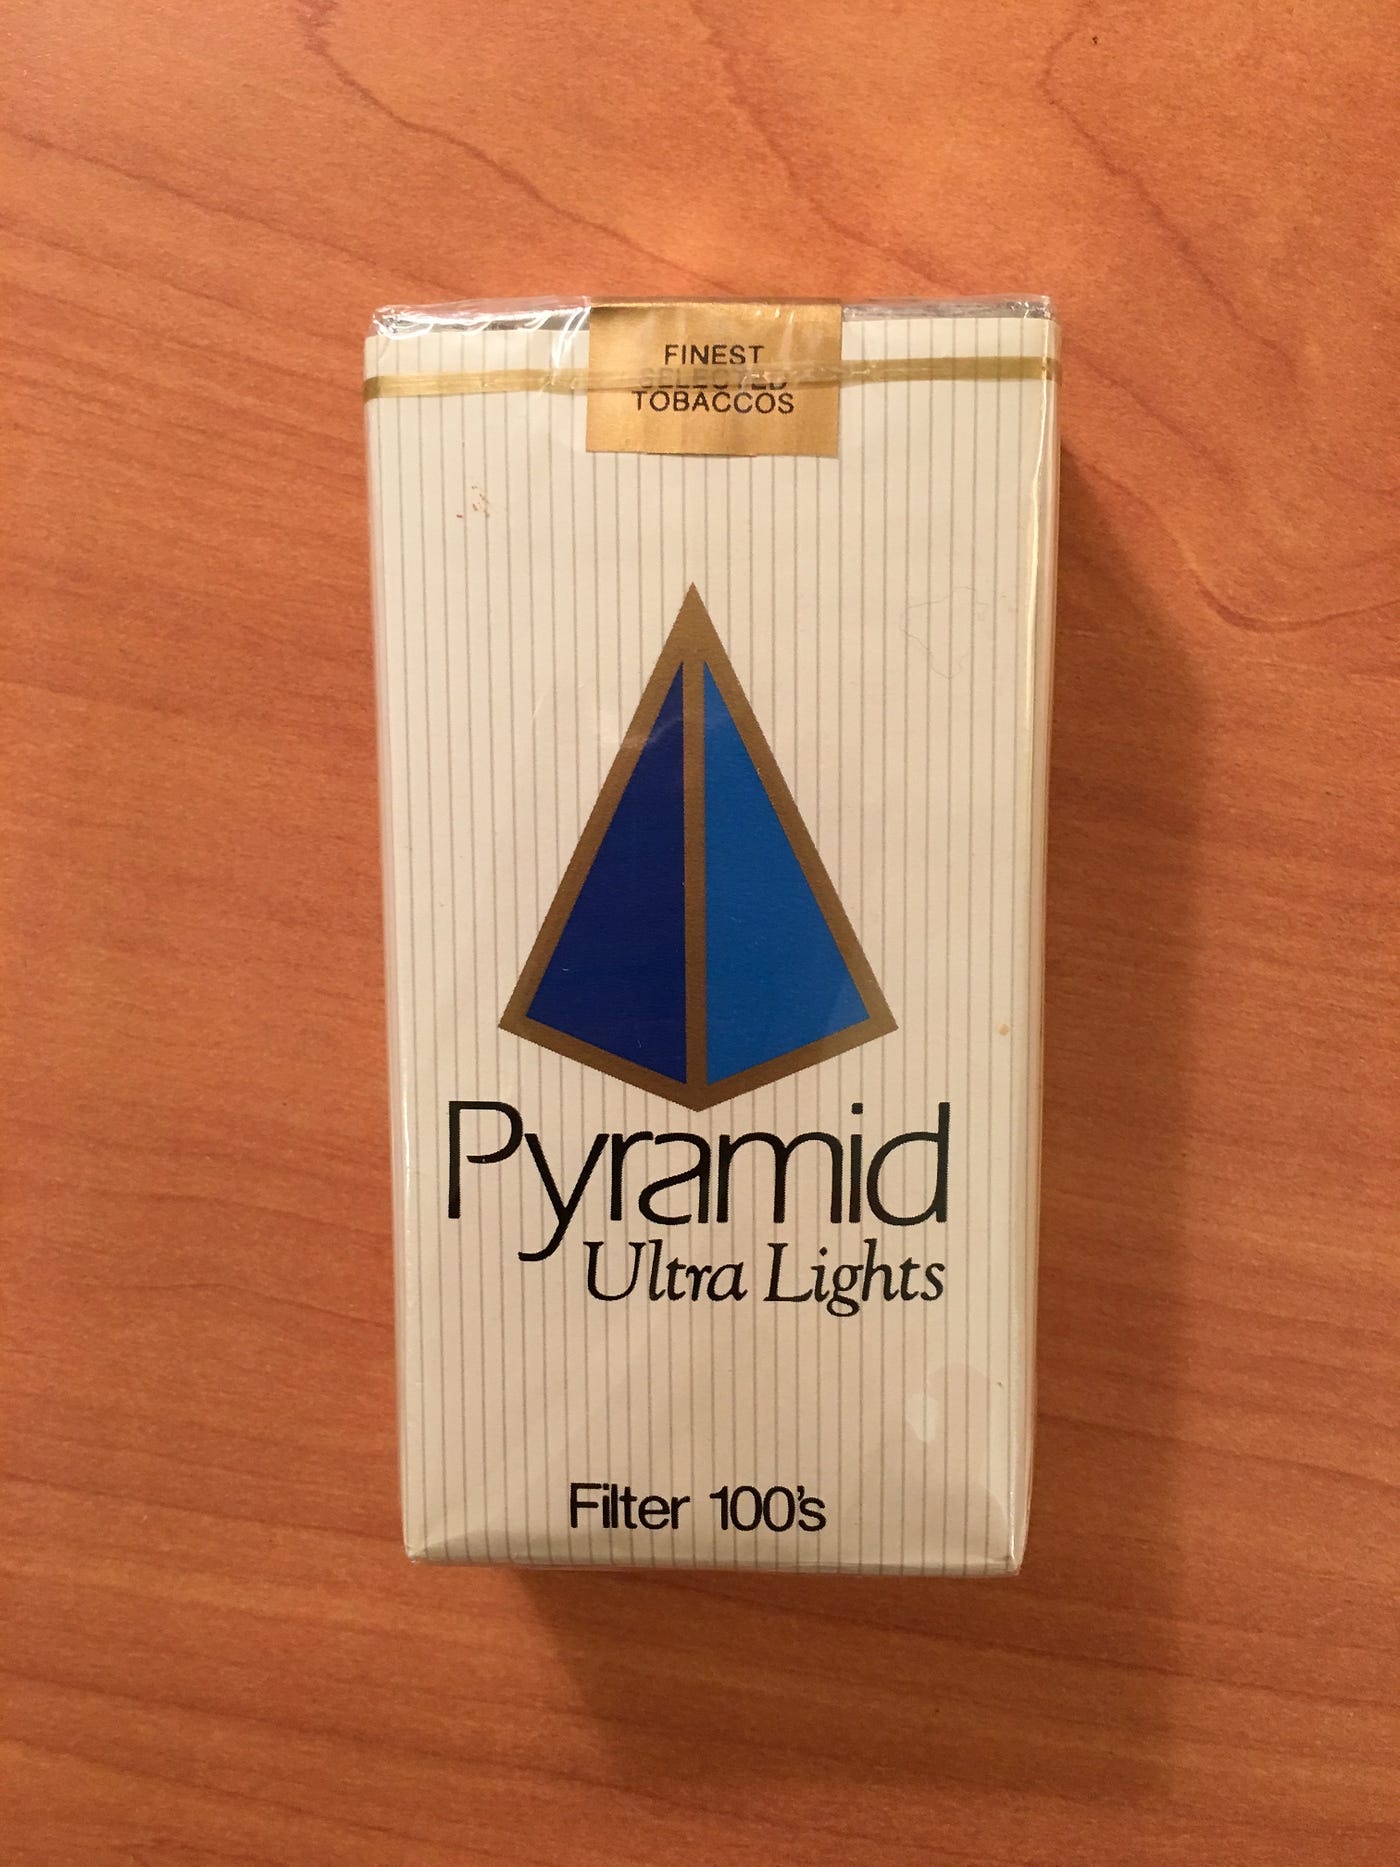 FINEST
SELECTED
TOBACCOS
Pyramid
Ultra Lights
Filter 100's